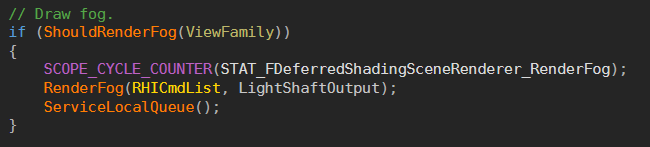 // Draw fog.
if (ShouldRenderFog(ViewFamily))
{
    SCOPE_CYCLE_COUNTER(STAT_FDeferredShadingSceneRenderer_RenderFog);
    RenderFog(RHICmdList, LightShaftOutput);
    ServiceLocalQueue();
}